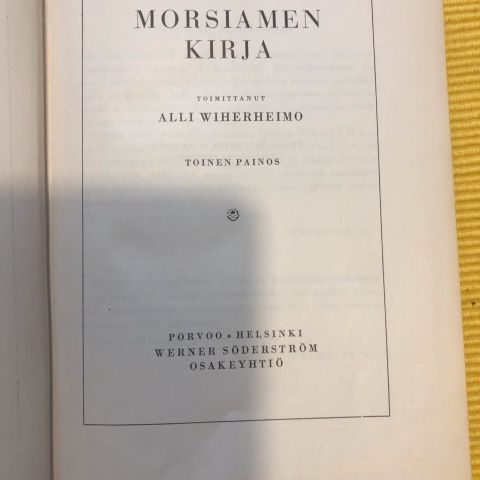 MORSIAMEN
KIRJA
TOIMITTANUT
ALLI WIHERHEIMO
TOINEN PAINOS
PORVOO • HELSINKI
WERNER SÖDERSTRÖM
OSAKEYHTIÖ